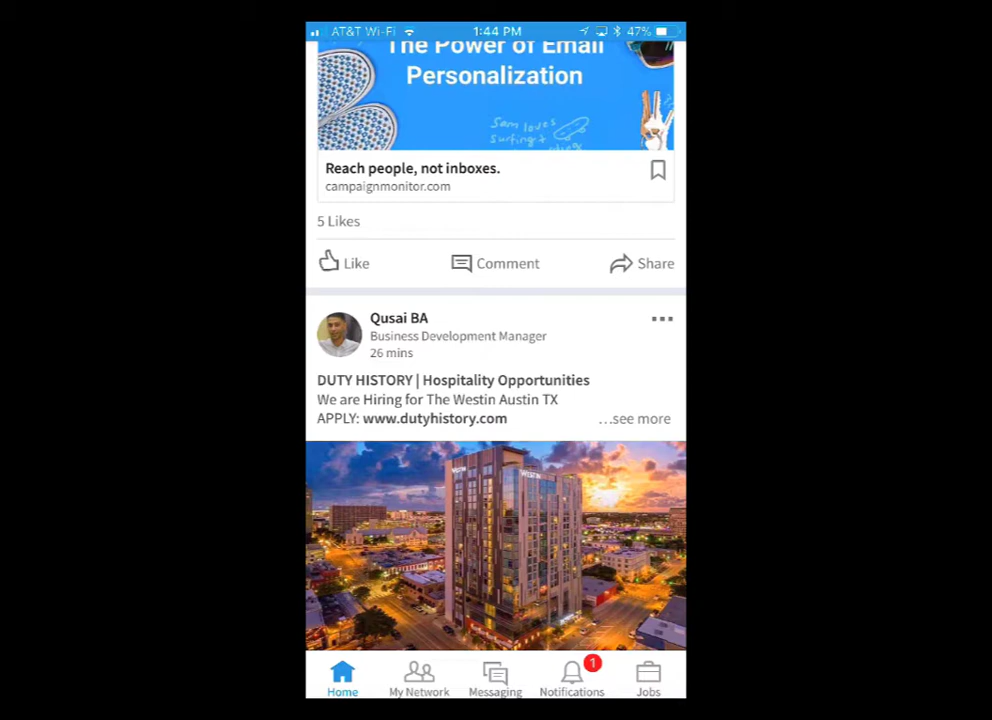 AT&T Wi-Fi 1:44 PM 47%
The Power of Email
Personalization
Sam loves
surfing +
Reach people, not inboxes.
campaignmonitor.com
5 Likes
Like Comment Share
Qusai BA
Business Development Manager
26 mins
DUTY HISTORY | Hospitality Opportunities
We are Hiring for The Westin Austin TX
APPLY: www.dutyhistory.com ...see more
WESTIN WESTIN
1
Home My Network Messaging Notifications Jobs